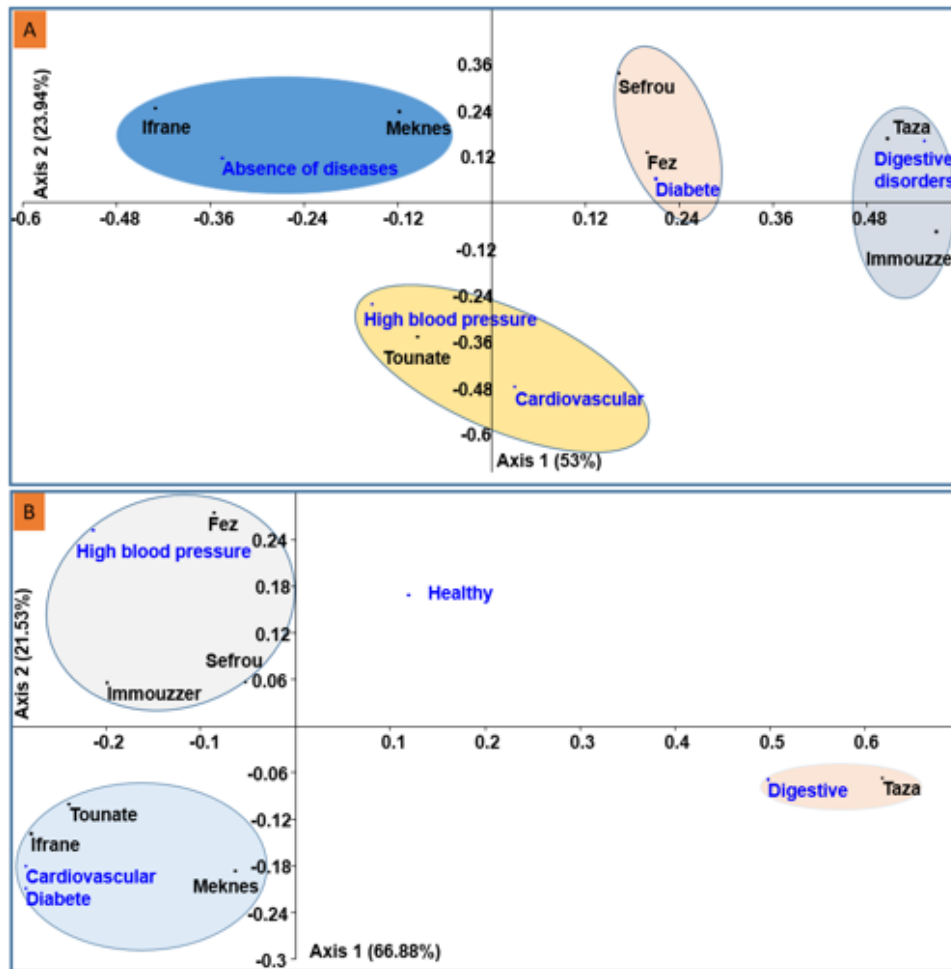 A
Axis 2 (23.94%)
0.36
Sefrou
0.24
Ifrane
Meknes
Taza
0.12
Fez
Absence of diseases
Diabete
Digestive
disorders
-0.6
-0.48
-0.36
-0.24
-0.12
0.12
0.24
0.36
0.48
-0.12
Immouzzer
-0.24
High blood pressure
-0.36
Tounate
-0.48
Cardiovascular
-0.6
Axis 1 (53%)
B
Axis 2 (21.53%)
Fez
High blood pressure
0.24
0.18
Healthy
0.12
Sefrou
0.06
Immouzzer
-0.2
-0.1
0.1
0.2
0.3
0.4
0.5
0.6
-0.06
Digestive
Taza
Tounate
-0.12
Ifrane
-0.18
Cardiovascular
Meknes
Diabete
-0.24
Axis 1 (66.88%)
-0.3